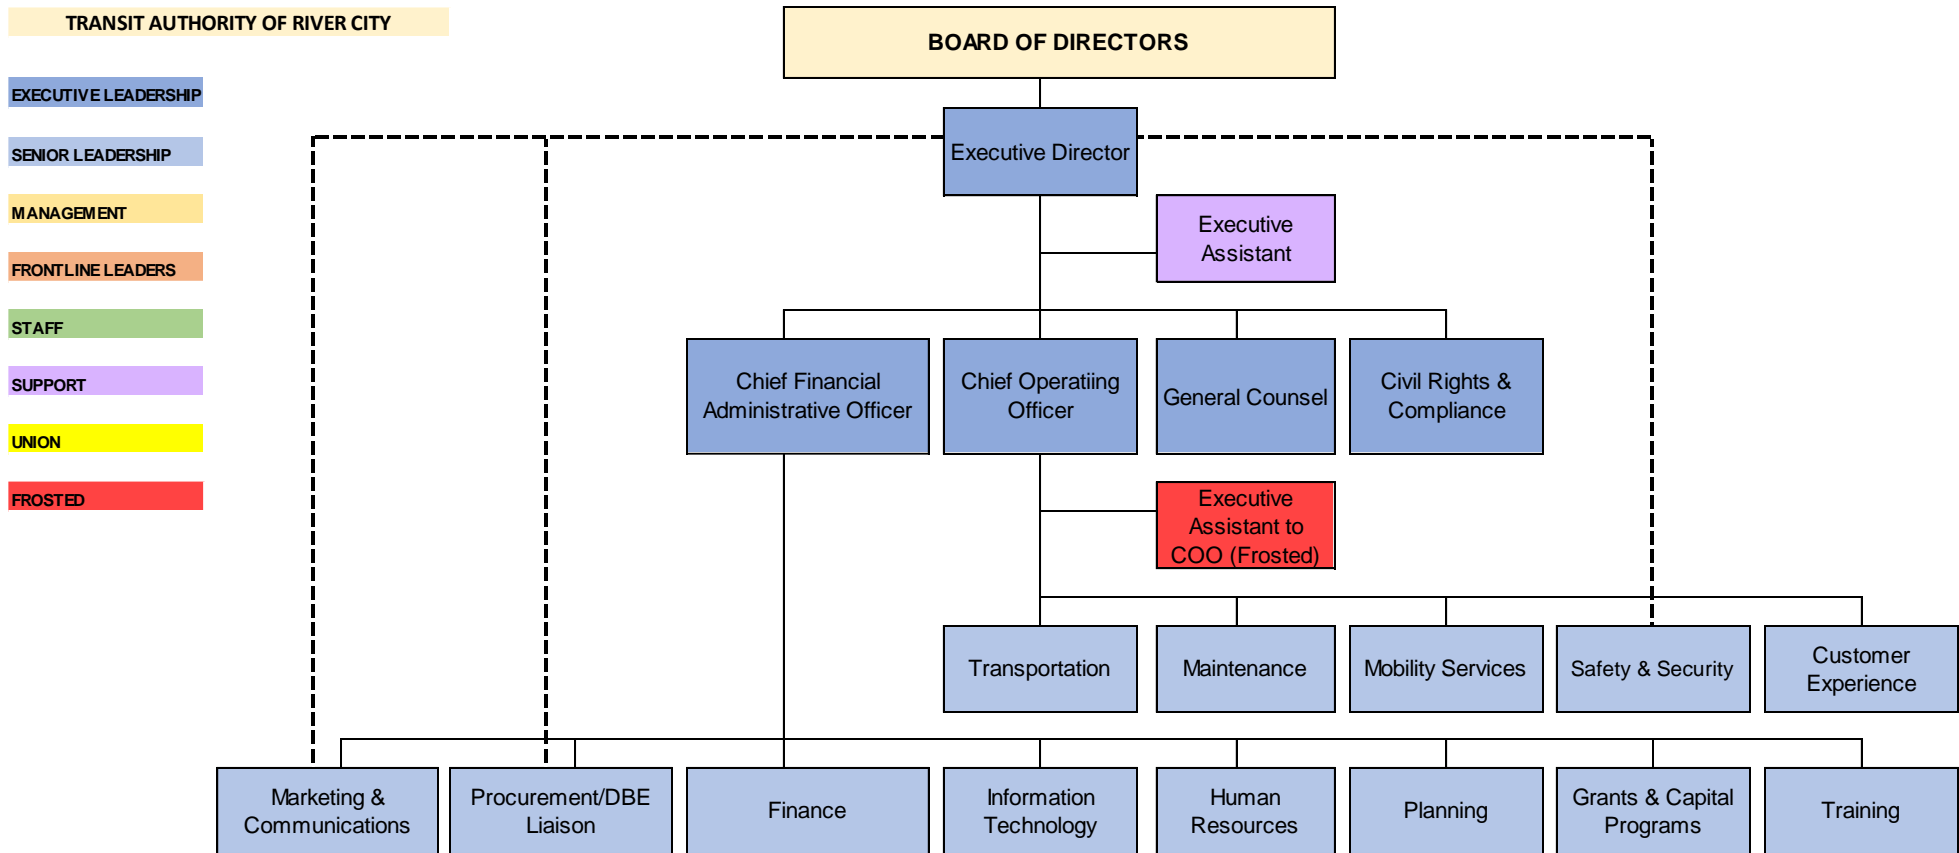 TRANSIT AUTHORITY OF RIVER CITY
BOARD OF DIRECTORS
EXECUTIVE LEADERSHIP
SENIOR LEADERSHIP
MANAGEMENT
FRONTLINE LEADERS
STAFF
SUPPORT
UNION
FROSTED
Executive Director
Executive
Assistant
Chief Financial
Administrative Officer
Chief Operatiing
Officer
General Counsel
Civil Rights &
Compliance
Executive
Assistant to
COO (Frosted)
Transportation
Maintenance
Mobility Services
Safety & Security
Customer
Experience
Marketing &
Communications
Procurement/DBE
Liaison
Finance
Information
Technology
Human
Resources
Planning
Grants & Capital
Programs
Training